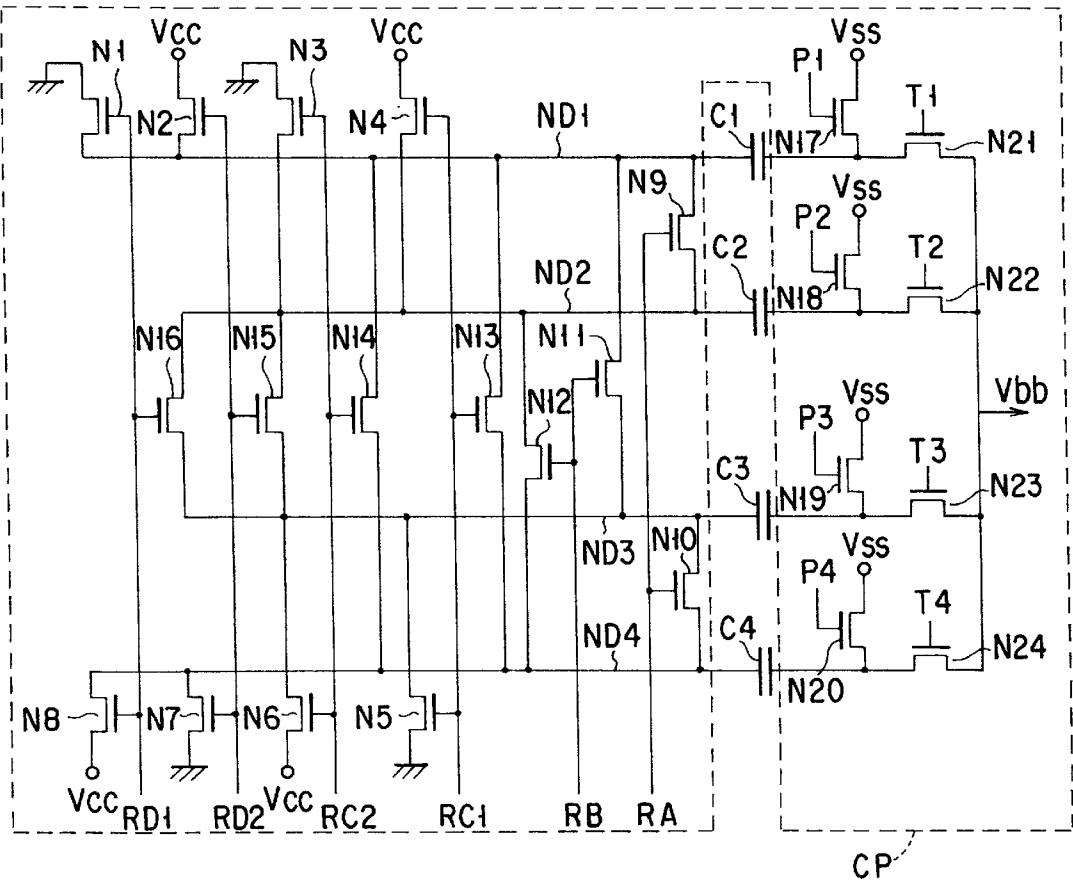 Vcc Vcc Vss
N1 N3 P1
N2 N4 ND1 C1 N17 T1 N21
N9 Vss
P2
ND2 C2 N18 T2 N22
N16 N15 N14 N13 N11
N12 Vss Vbb
P3
C3 N19 T3 N23
ND3 N10 Vss
P4
ND4 C4 T4
N20 N24
N8 N7 N6 N5
Vcc Vcc
RD1 RD2 RC2 RC1 RB RA
CP